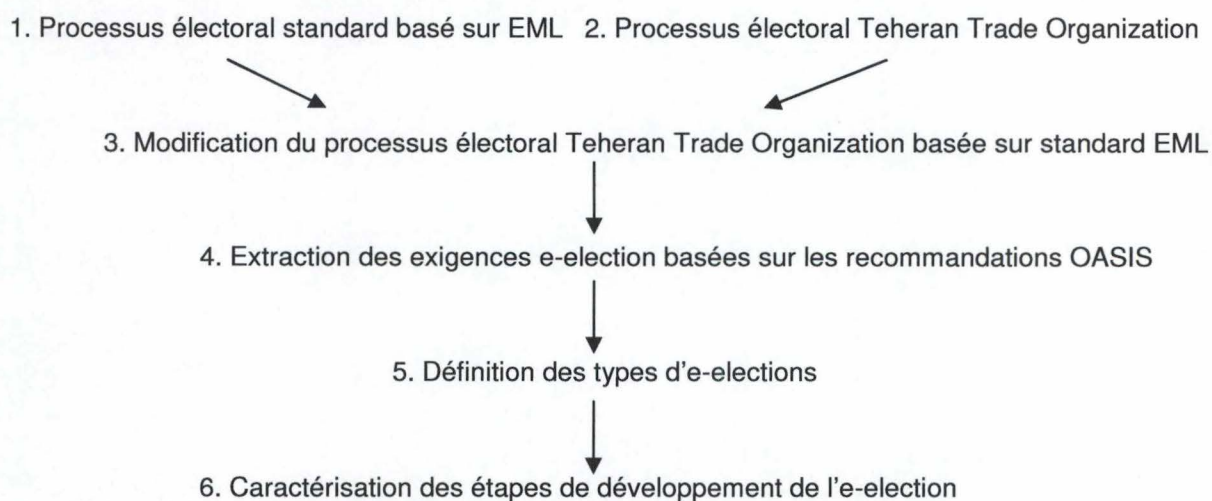 1. Processus électoral standard basé sur EML 2. Processus électoral Teheran Trade Organization
3. Modification du processus électoral Teheran Trade Organization basée sur standard EML
4. Extraction des exigences e-election basées sur les recommandations OASIS
5. Définition des types d'e-elections
6. Caractérisation des étapes de développement de l'e-election